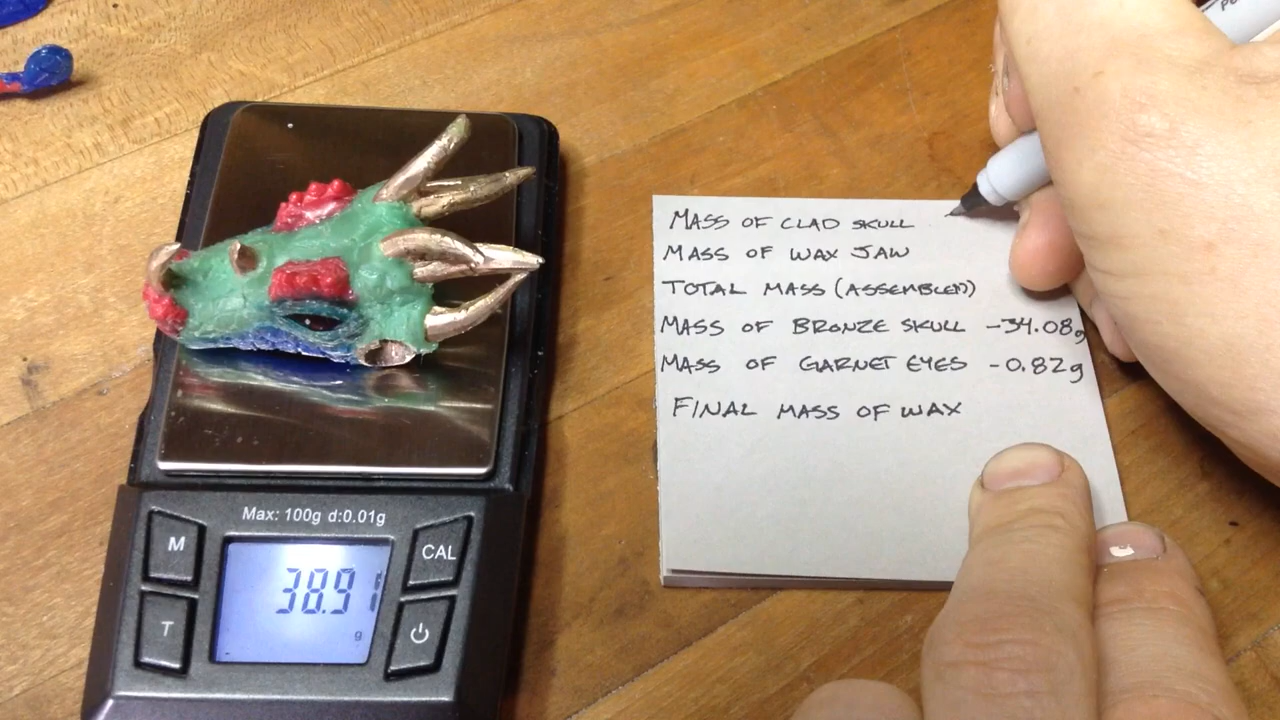 MASS OF CLAD SKULL
MASS OF WAX JAW
TOTAL MASS (ASSEMBLED)
MASS OF BRONZE SKULL -34.08g
MASS OF GARNET EYES -0.82g
FINAL MASS OF WAX
Max: 100g d:0.01g
M
CAL
38.9
g
T